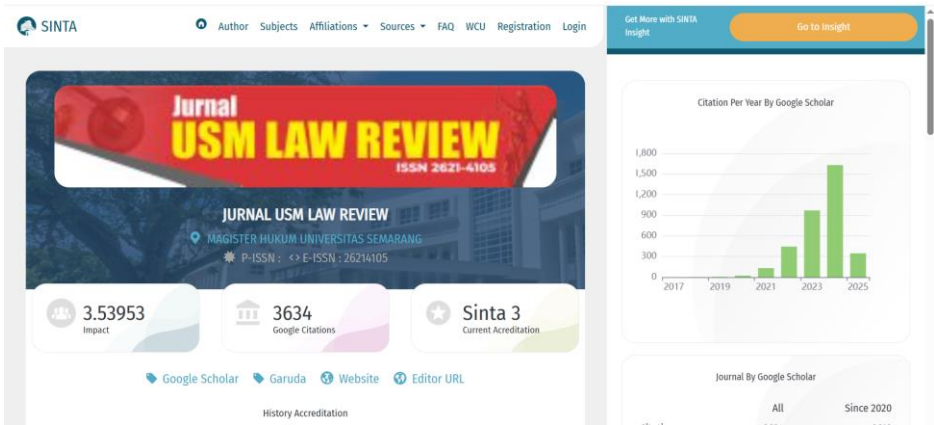 SINTA
Author Subjects Affiliations Sources FAQ WCU Registration Login
Get More with SINTA
Insight
Go to Insight
Jurnal
USM LAW REVIEW
ISSN 2621-4105
JURNAL USM LAW REVIEW
MAGISTER HUKUM UNIVERSITAS SEMARANG
P-ISSN : <> E-ISSN : 26214105
3.53953
Impact
3634
Google Citations
Sinta 3
Current Acreditation
Google Scholar Garuda Website Editor URL
History Accreditation
Citation Per Year By Google Scholar
1,800
1,500
1,200
900
600
300
0
2017 2019 2021 2023 2025
Journal By Google Scholar
All Since 2020